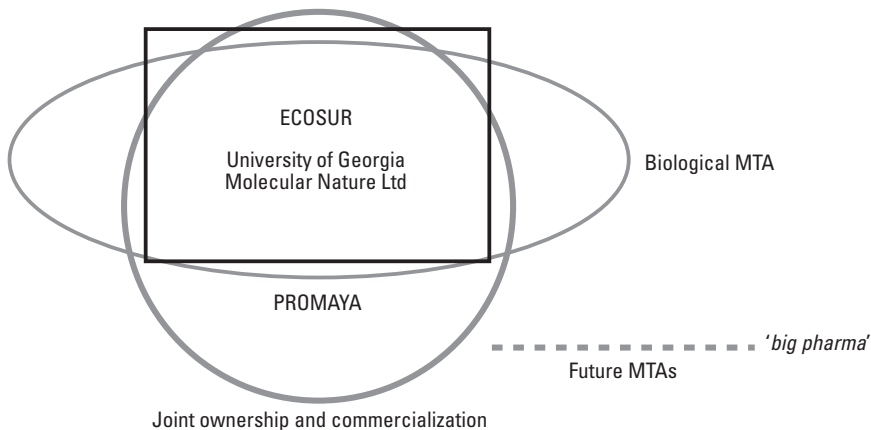 ECOSUR
University of Georgia
Molecular Nature Ltd
Biological MTA
PROMAYA
'big pharma'
Future MTAs
Joint ownership and commercialization